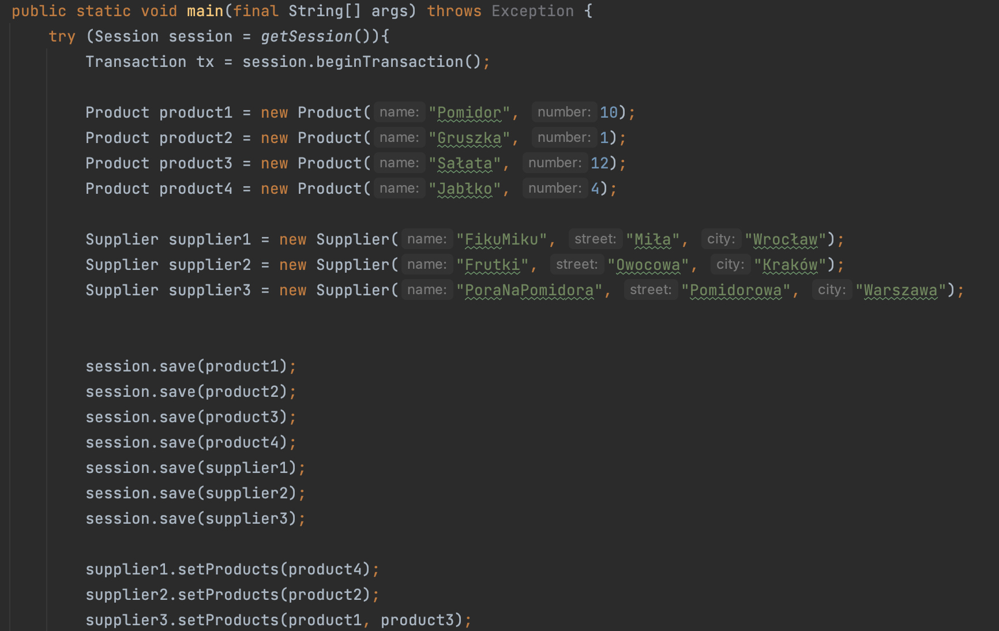 public static void main(final String[] args) throws Exception {
try (Session session = getSession()){
Transaction tx = session.beginTransaction();
Product product1 = new Product( name: "Pomidor", number: 10);
Product product2 = new Product( name: "Gruszka", number: 1);
Product product3 = new Product( name: "Sałata", number: 12);
Product product4 = new Product( name: "Jabłko", number: 4);
Supplier supplier1 = new Supplier( name: "FikuMiku", street: "Miła", city: "Wrocław");
Supplier supplier2 = new Supplier( name: "Frutki", street: "Owocowa", city: "Kraków");
Supplier supplier3 = new Supplier( name: "PoraNaPomidora", street: "Pomidorowa", city: "Warszawa");
session.save(product1);
session.save(product2);
session.save(product3);
session.save(product4);
session.save(supplier1);
session.save(supplier2);
session.save(supplier3);
supplier1.setProducts(product4);
supplier2.setProducts(product2);
supplier3.setProducts(product1, product3);